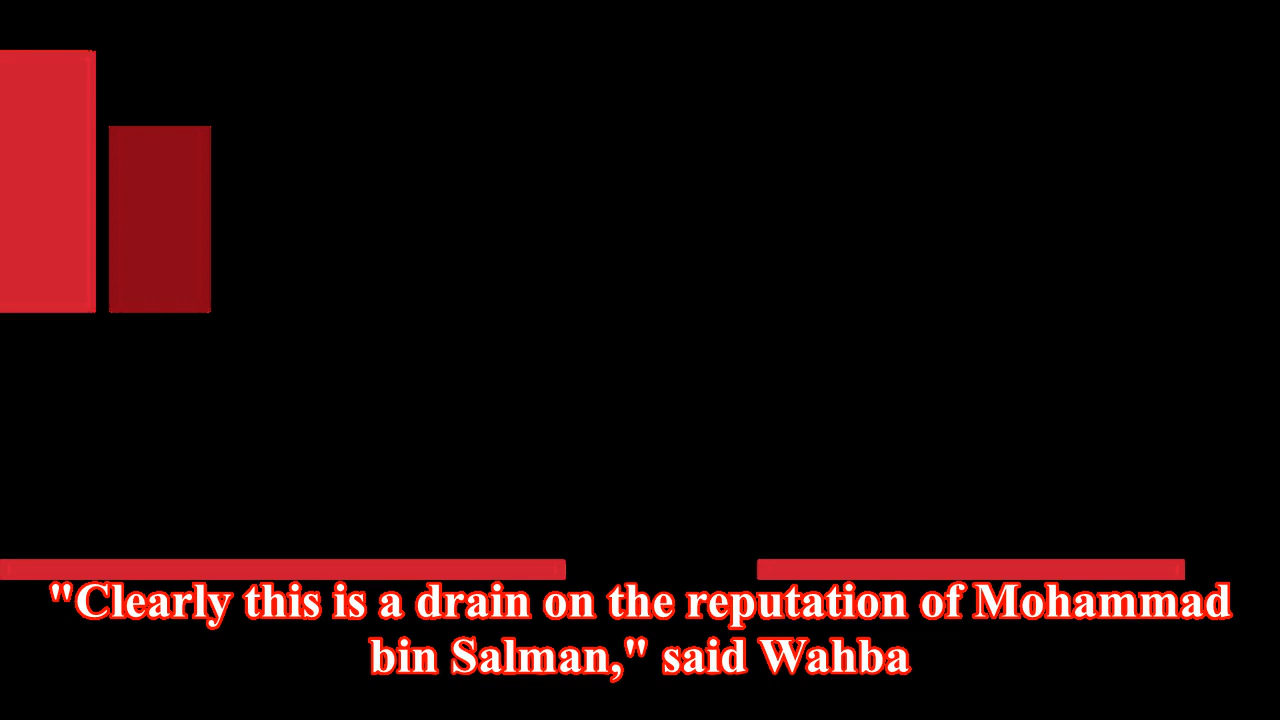 "Clearly this is a drain on the reputation of Mohammad
bin Salman," said Wahba